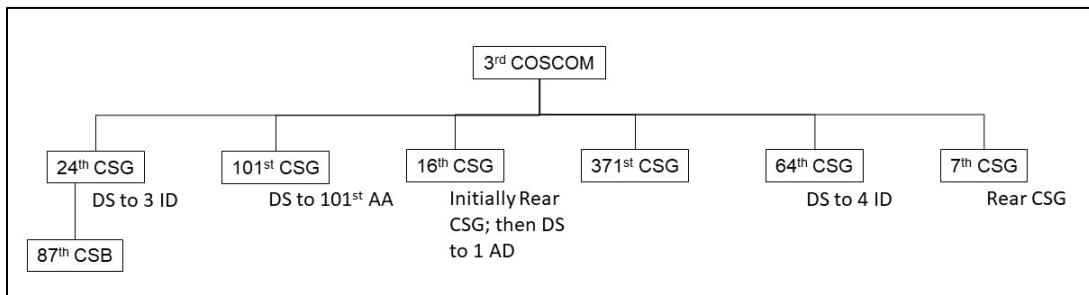 3rd COSCOM
24th CSG
101st CSG
16th CSG
371st CSG
64th CSG
7th CSG
DS to 3 ID
DS to 101st AA
Initially Rear
CSG; then DS
to 1 AD
DS to 4 ID
Rear CSG
87th CSB